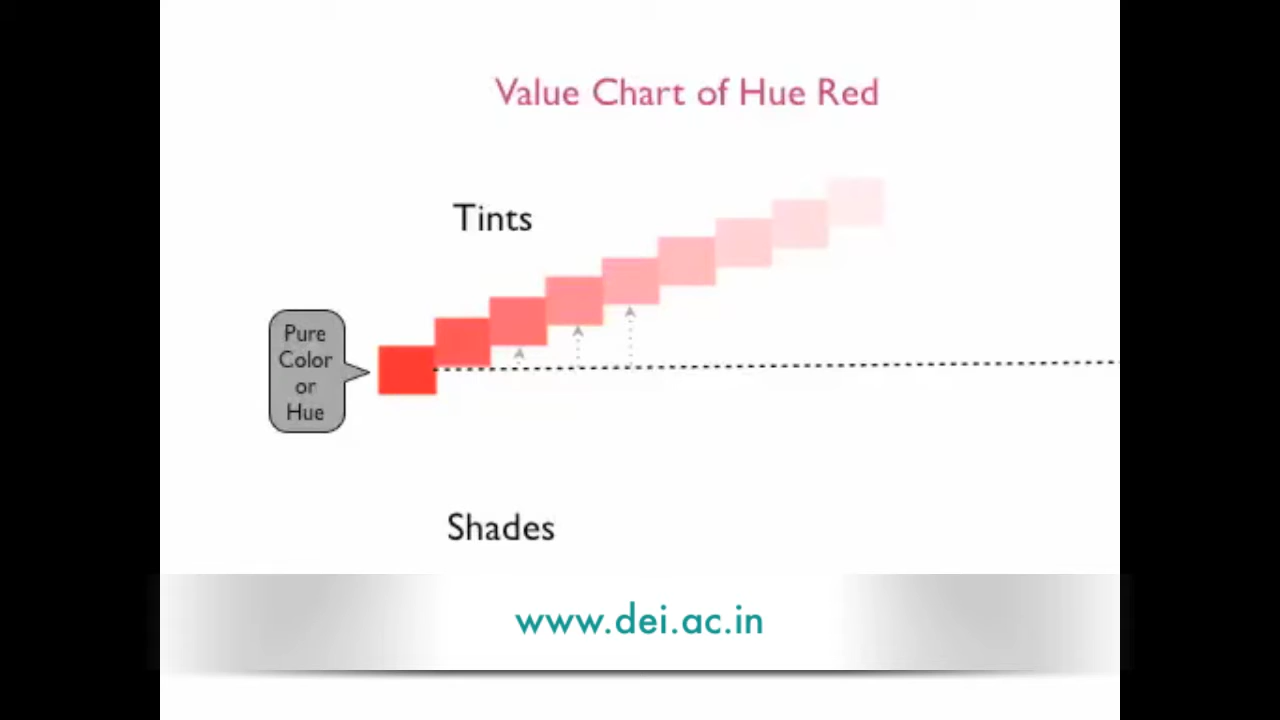 Value Chart of Hue Red
Tints
Pure
Color
or
Hue
Shades
www.dei.ac.in